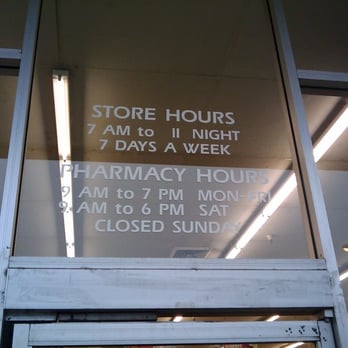 STORE HOURS
7 AM to 11 NIGHT
7 DAYS A WEEK
PHARMACY HOURS
9 AM to 7 PM MON-FRI
9 AM to 6 PM SAT
CLOSED SUNDAY